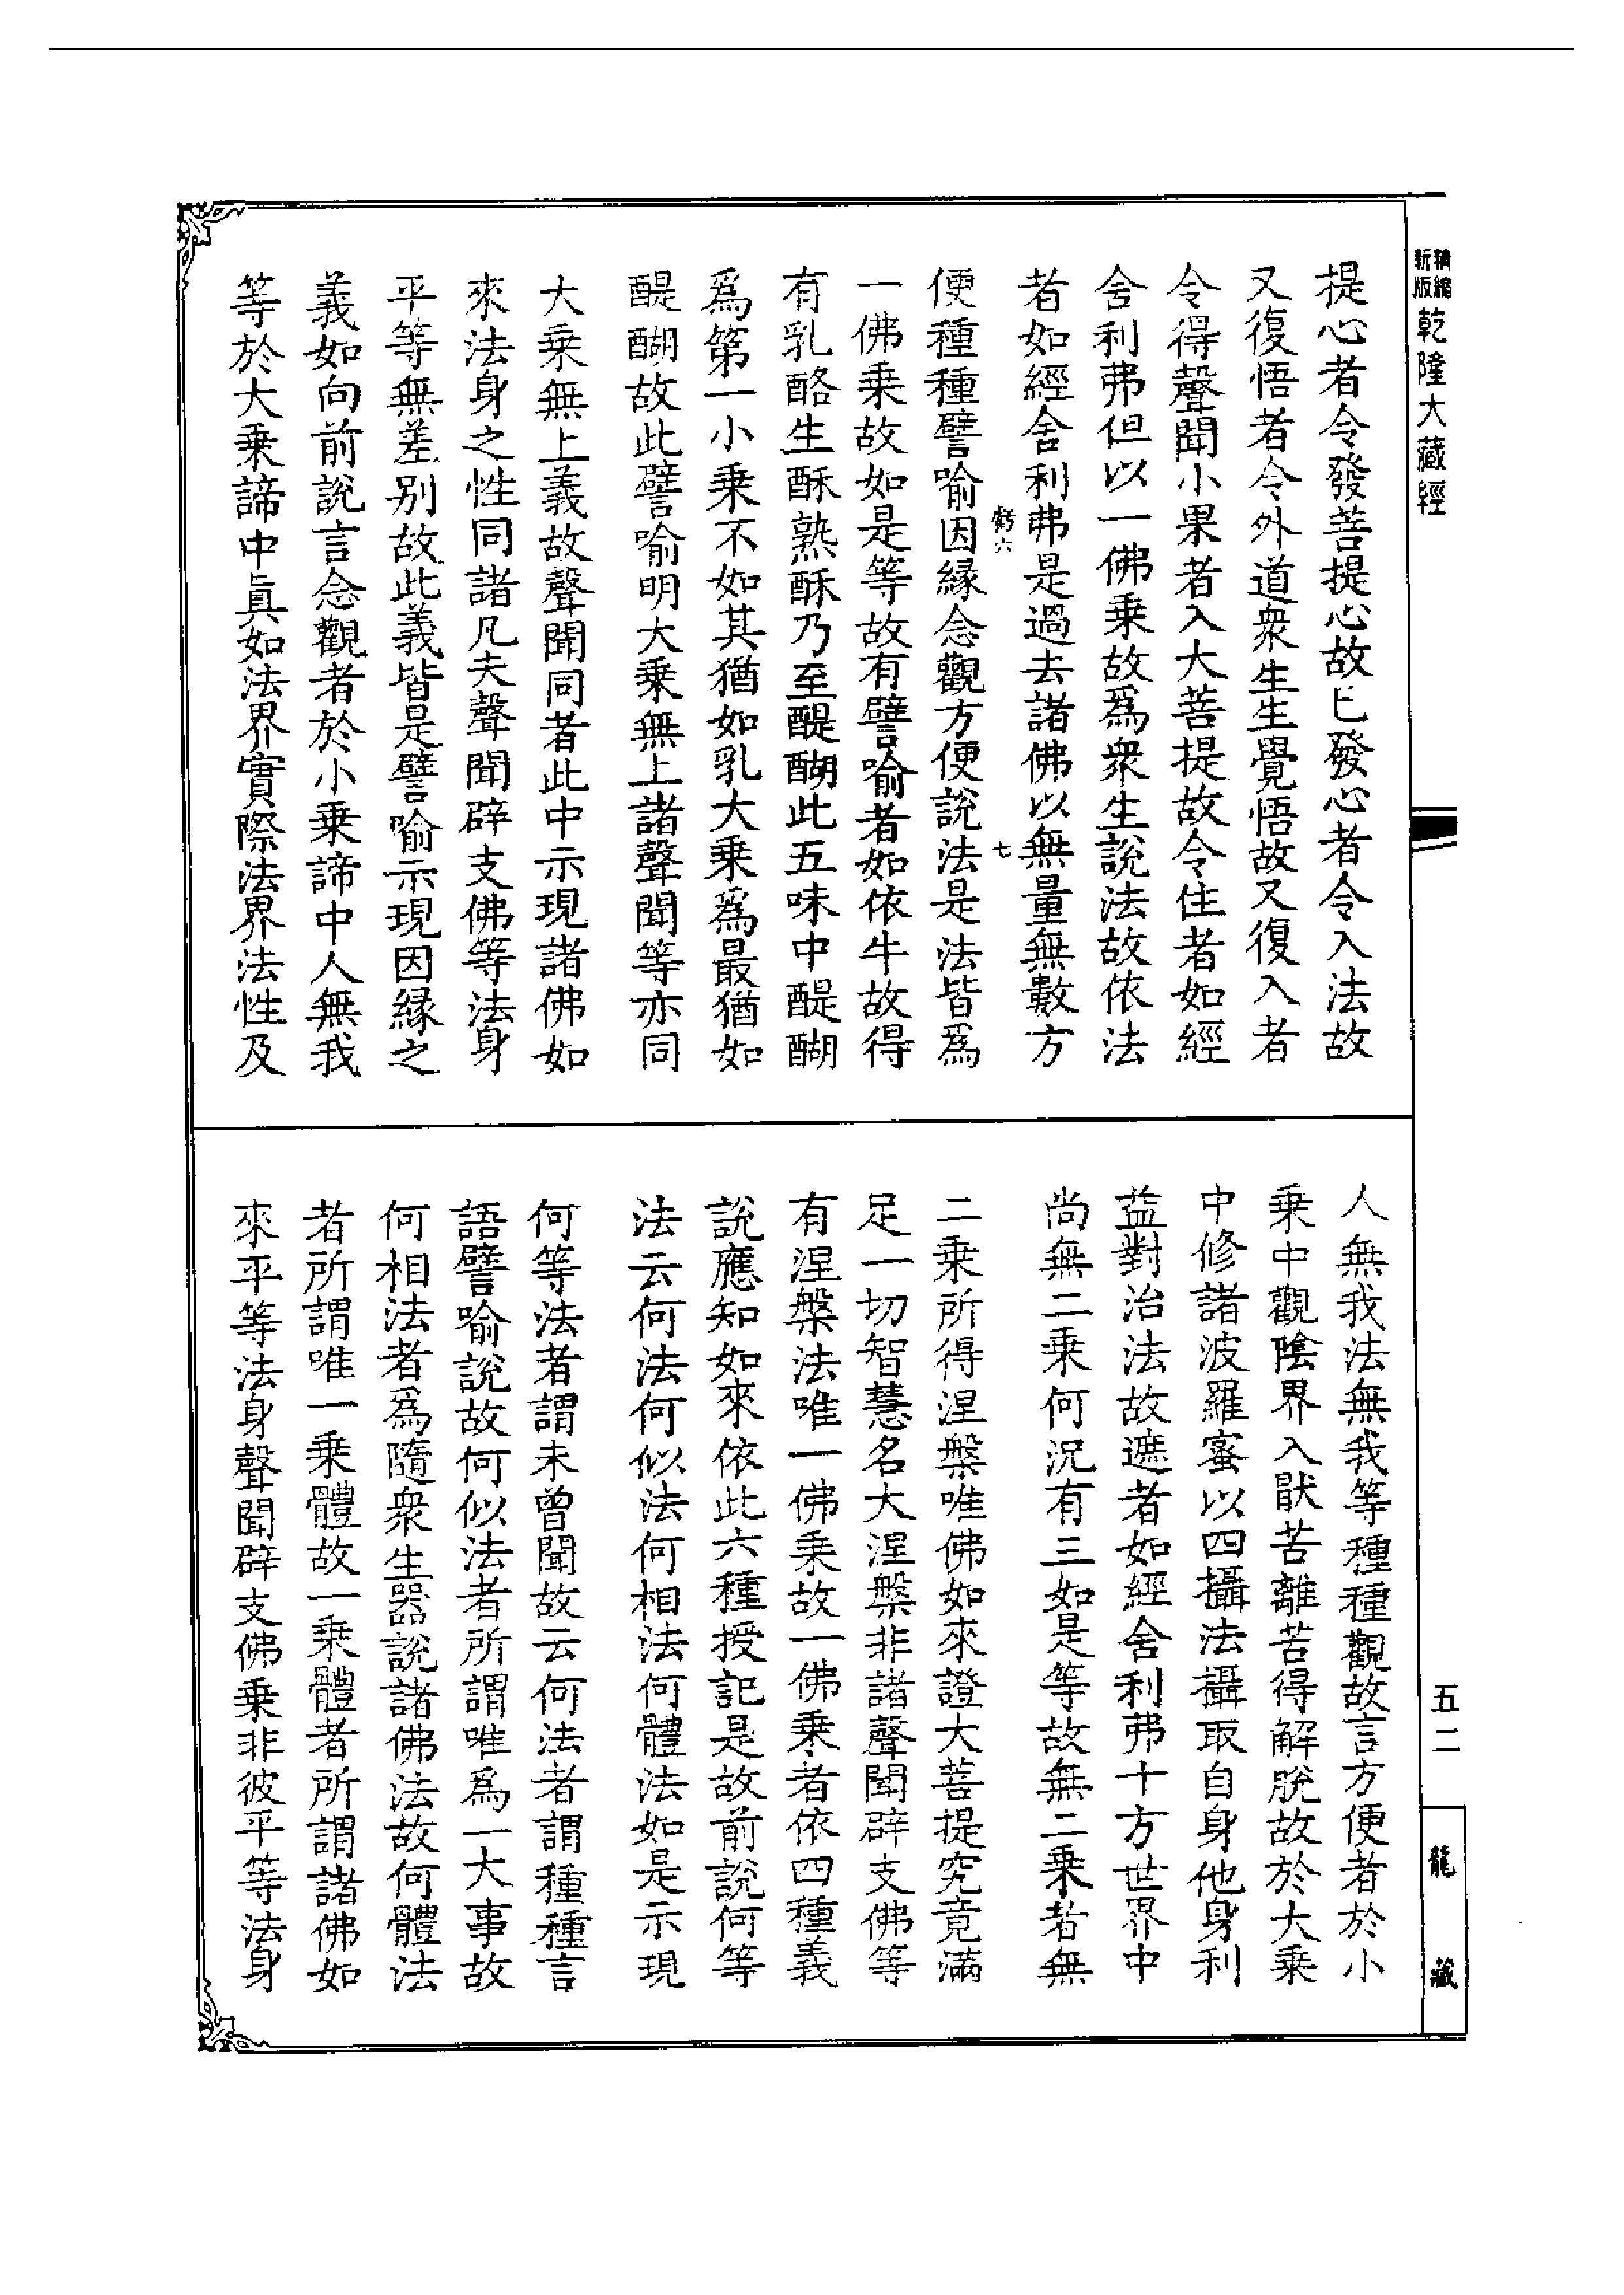 新版精縮乾隆大藏經
提心者令發菩提心故已發心者令入法故
又復悟者令外道衆生生覺悟故又復入者
令得聲聞小果者入大菩提故令住者如經
舍利弗但以一佛乘故爲衆生說法故依法
者如經舍利弗是過去諸佛以無量無數方
六
七
便種種譬喻因緣念觀方便說法是法皆爲
一佛乘故如是等故有譬喻者如依牛故得
有乳酪生酥熟酥乃至醍醐此五味中醍醐
爲第一小乘不如其猶如乳大乘爲最猶如
醍醐故此譬喻明大乘無上諸聲聞等亦同
大乘無上義故聲聞同者此中示現諸佛如
來法身之性同諸凡夫聲聞辟支佛等法身
平等無差别故此義皆是譬喻示現因緣之
義如向前說言念觀者於小乘諦中人無我
等於大乘諦中眞如法界實際法界法性及
人無我法無我等種種觀故言方便者於小
乘中觀陰界入猒苦離苦得解脫故於大乘
中修諸波羅蜜以四攝法攝取自身他身利
益對治法故遮者如經舍利弗十方世界中
尚無二乘何況有三如是等故無二乘者無
二乘所得涅槃唯佛如來證大菩提究竟滿
足一切智慧名大涅槃非諸聲聞辟支佛等
有涅槃法唯一佛乘故一佛乘者依四種義
說應知如來依此六種授記是故前說何等
法云何法何似法何相法何體法如是示現
何等法者謂未曾聞故云何法者謂種種言
語譬喻說故何似法者所謂唯爲一大事故
何相法者爲隨衆生器說諸佛法故何體法
者所謂唯一乘體故一乘體者所謂諸佛如
來平等法身聲聞辟支佛乘非彼平等法身
五二
龍藏